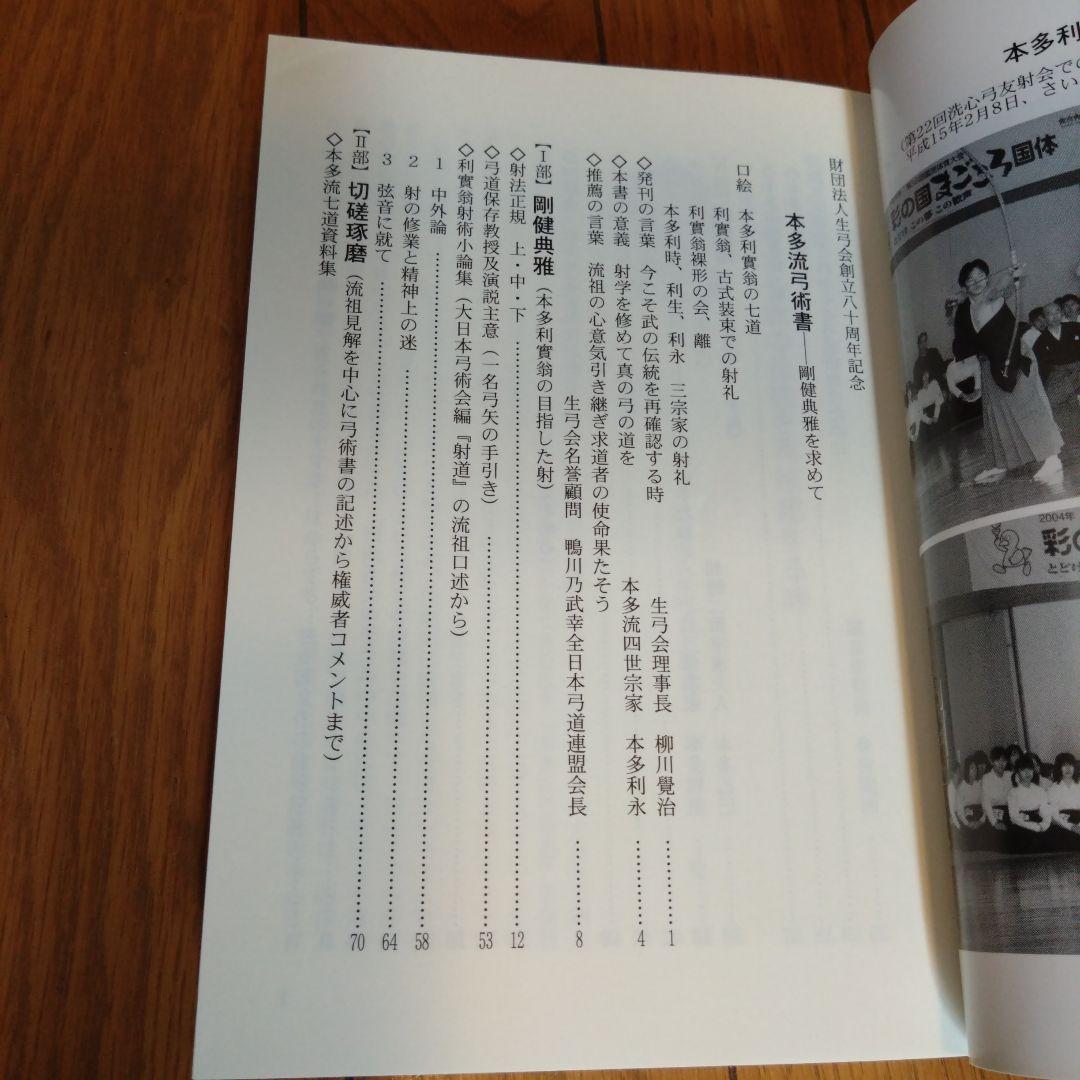 財団法人生弓会創立八十周年記念
本多流弓術書――剛健典雅を求めて
口絵　本多利實翁の七道
利實翁、古式装束での射礼
利實翁裸形の会、離
本多利時、利生、利永　三宗家の射礼
◇発刊の言葉　今こそ武の伝統を再確認する時　生弓会理事長　柳川覺治……1
◇本書の意義　射学を修めて真の弓の道を　本多流四世宗家　本多利永……4
◇推薦の言葉　流祖の心意気引き継ぎ求道者の使命果たそう
生弓会名誉顧問　鴨川乃武幸全日本弓道連盟会長……8
【Ⅰ部】剛健典雅（本多利實翁の目指した射）
◇射法正規　上・中・下……12
◇弓道保存教授及演説主意（一名弓矢の手引き）……53
◇利實翁射術小論集（大日本弓術会編『射道』の流祖口述から）
1　中外論……58
2　射の修業と精神上の迷……64
3　弦音に就て……70
【Ⅱ部】切磋琢磨（流祖見解を中心に弓術書の記述から権威者コメントまで）
◇本多流七道資料集
本多利
（第22回洗心弓友射会での
平成15年2月8日、さい
彩の国まごころ国体
この夢　この歓声
2004年
彩の
とどけ